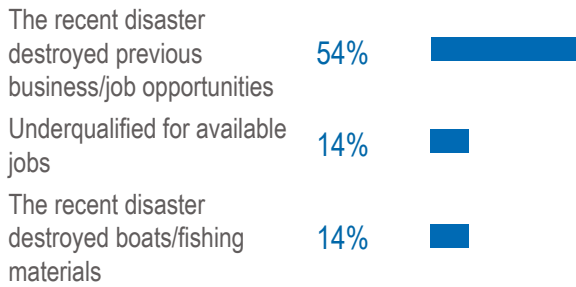 The recent disaster
destroyed previous
business/job opportunities
54%
Underqualified for available
jobs
14%
The recent disaster
destroyed boats/fishing
materials
14%